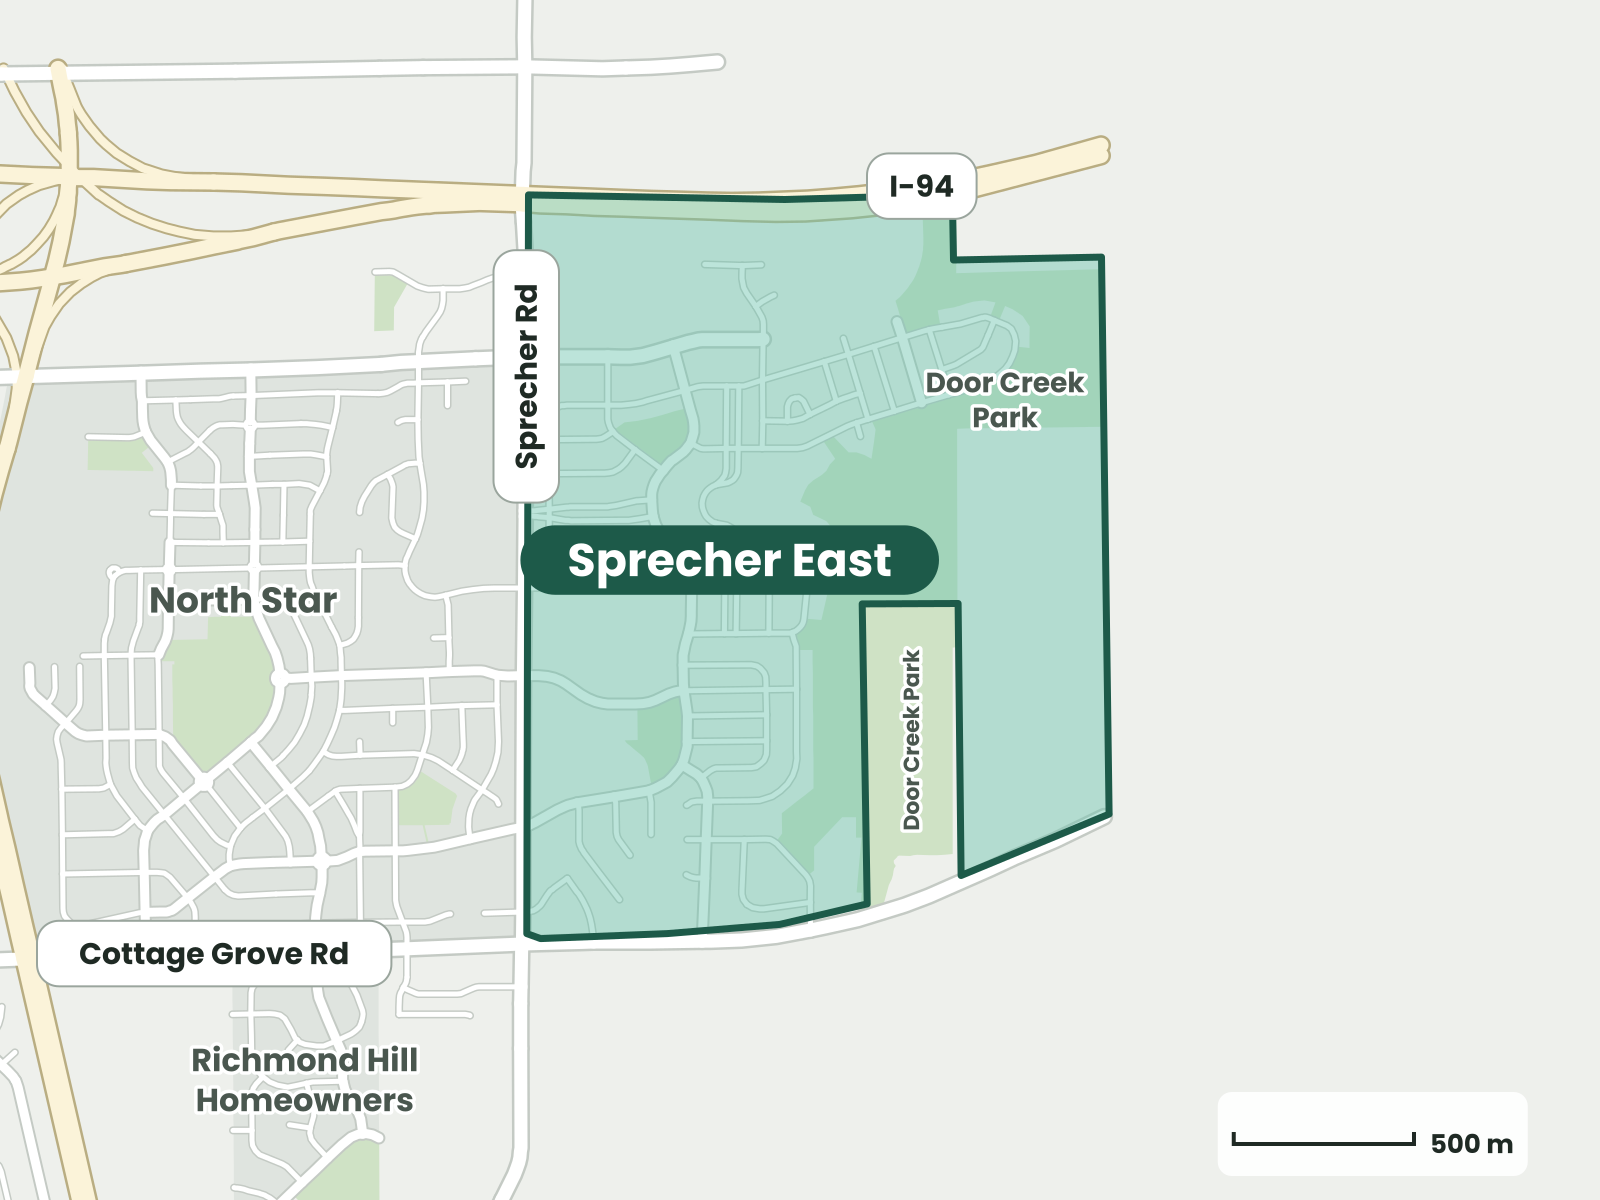 I-94
Sprecher Rd
Door Creek
Park
Sprecher East
North Star
Door Creek Park
Cottage Grove Rd
Richmond Hill
Homeowners
500 m